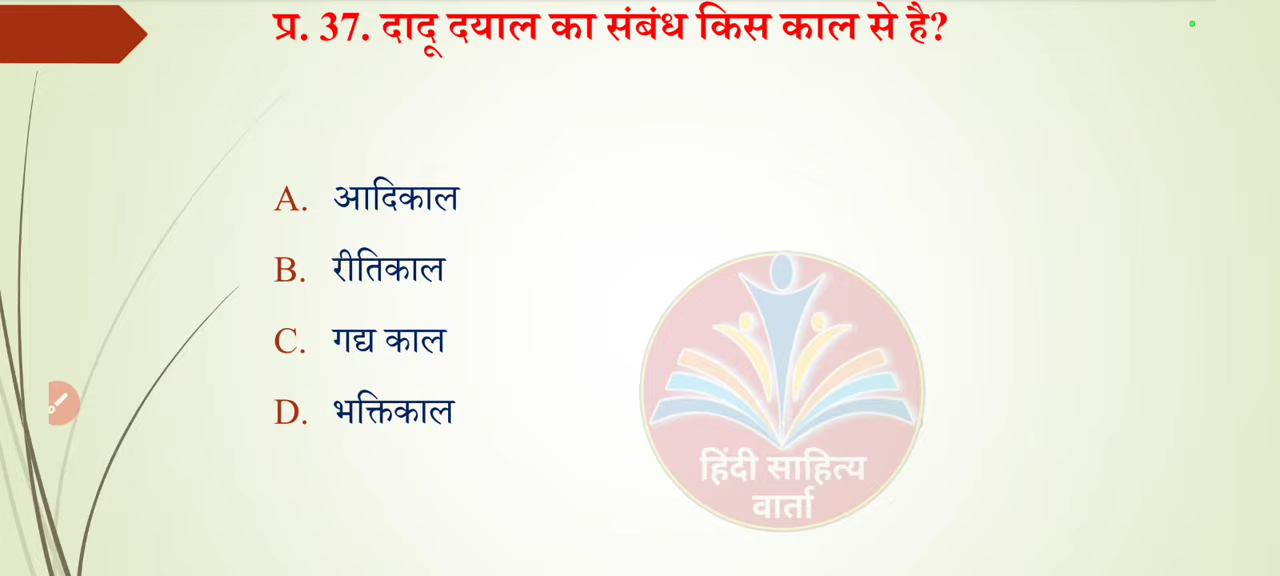 प्र. 37. दादू दयाल का संबंध किस काल से है?
A. आदिकाल
B. रीतिकाल
C. गद्य काल
D. भक्तिकाल
हिंदी साहित्य
वार्ता